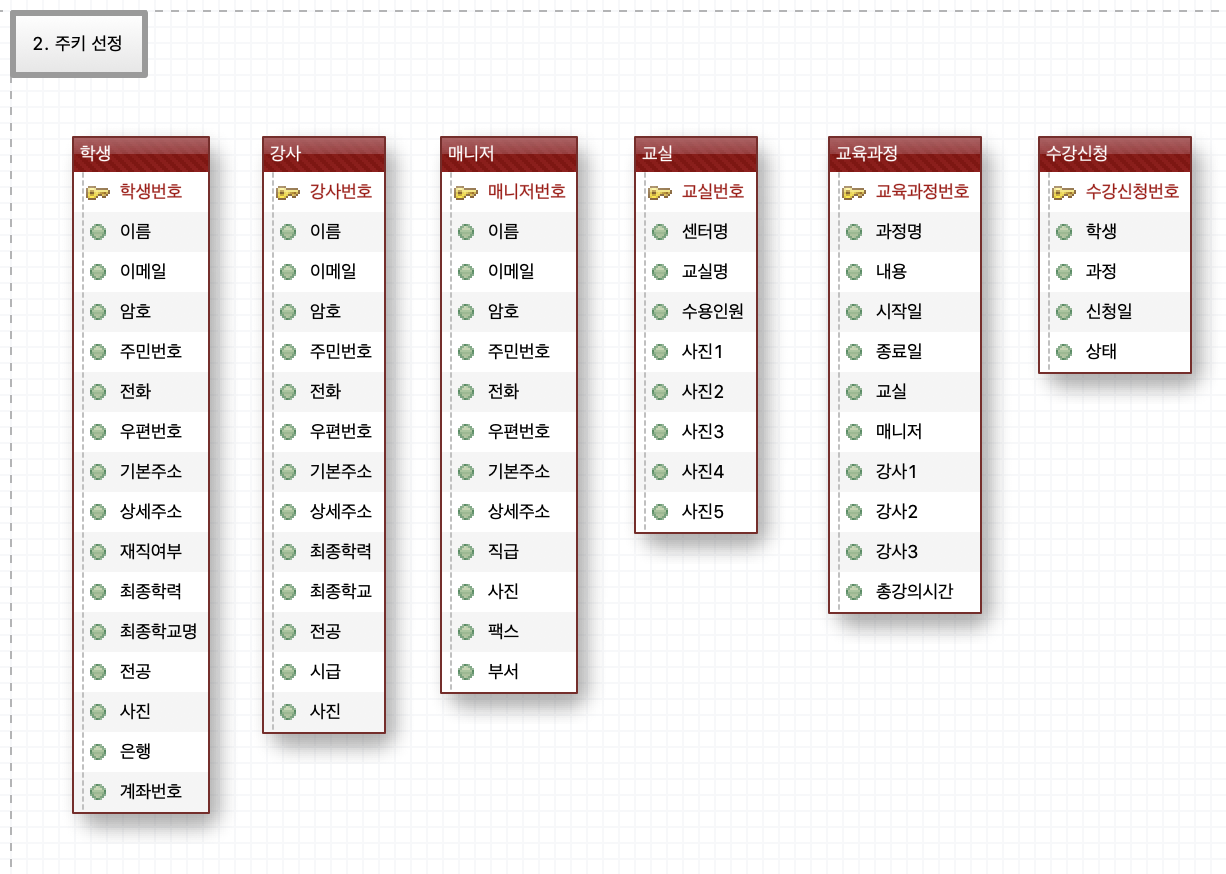 2. 주키 선정
학생
학생번호
이름
이메일
암호
주민번호
전화
우편번호
기본주소
상세주소
재직여부
최종학력
최종학교명
전공
사진
은행
계좌번호
강사
강사번호
이름
이메일
암호
주민번호
전화
우편번호
기본주소
상세주소
최종학력
최종학교
전공
시급
사진
매니저
매니저번호
이름
이메일
암호
주민번호
전화
우편번호
기본주소
상세주소
직급
사진
팩스
부서
교실
교실번호
센터명
교실명
수용인원
사진1
사진2
사진3
사진4
사진5
교육과정
교육과정번호
과정명
내용
시작일
종료일
교실
매니저
강사1
강사2
강사3
총강의시간
수강신청
수강신청번호
학생
과정
신청일
상태